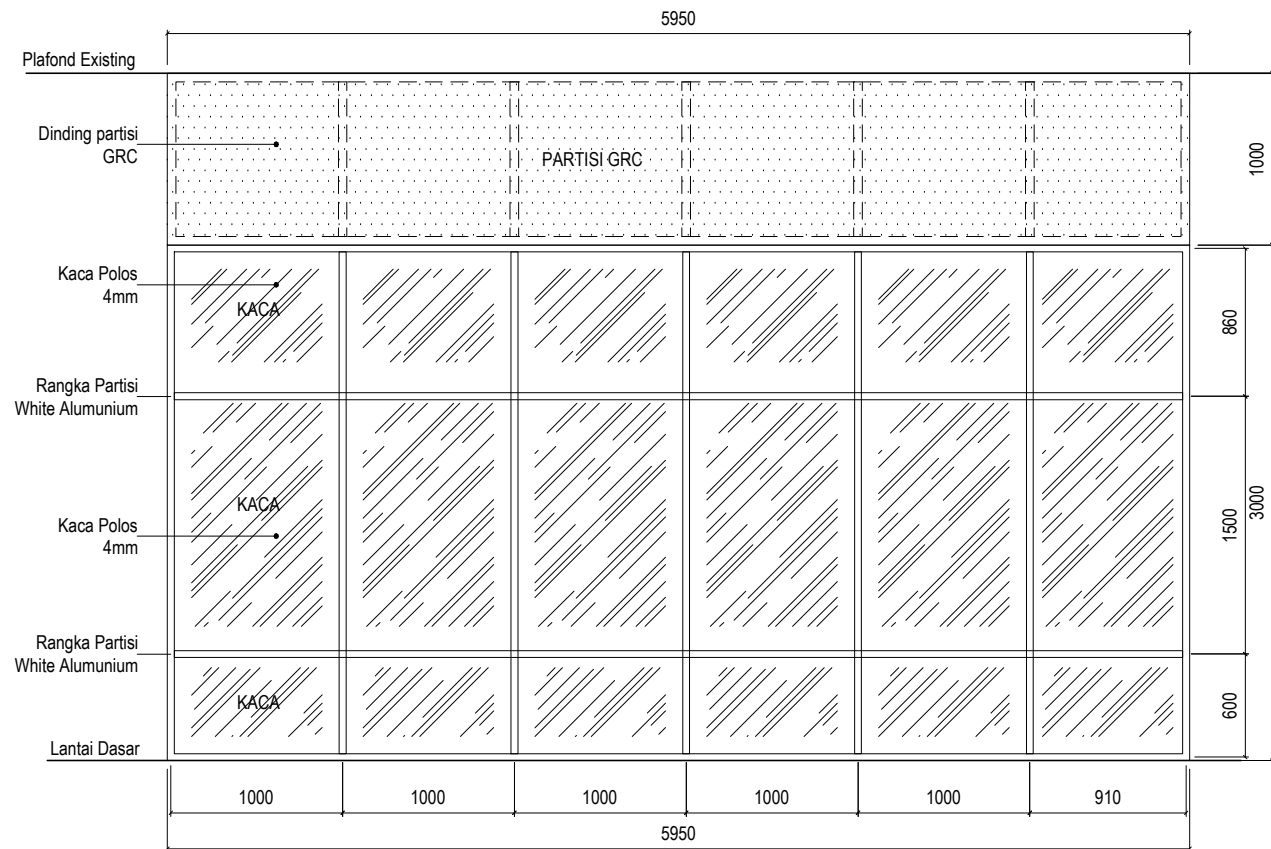 5950
Plafond Existing
Dinding partisi
GRC
PARTISI GRC
1000
Kaca Polos
4mm
KACA
860
Rangka Partisi
White Alumunium
KACA
Kaca Polos
4mm
1500
3000
Rangka Partisi
White Alumunium
KACA
600
Lantai Dasar
1000
1000
1000
1000
1000
910
5950